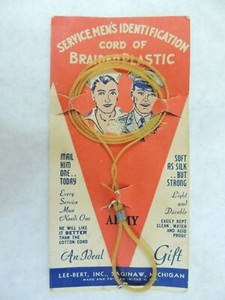 SERVICE MEN'S IDENTIFICATION
CORD OF
BRAIDED PLASTIC
MAIL
HIM
ONE..
TODAY
Every
Service
Man
Needs One
HE WILL LIKE
IT BETTER
THAN THE
COTTON CORD
SOFT
AS SILK
..BUT
STRONG
Light
and
Durable
EASILY KEPT
CLEAN, WATER
AND ACID
PROOF
ARMY
An Ideal Gift
LEE-BERT, INC., SAGINAW, MICHIGAN